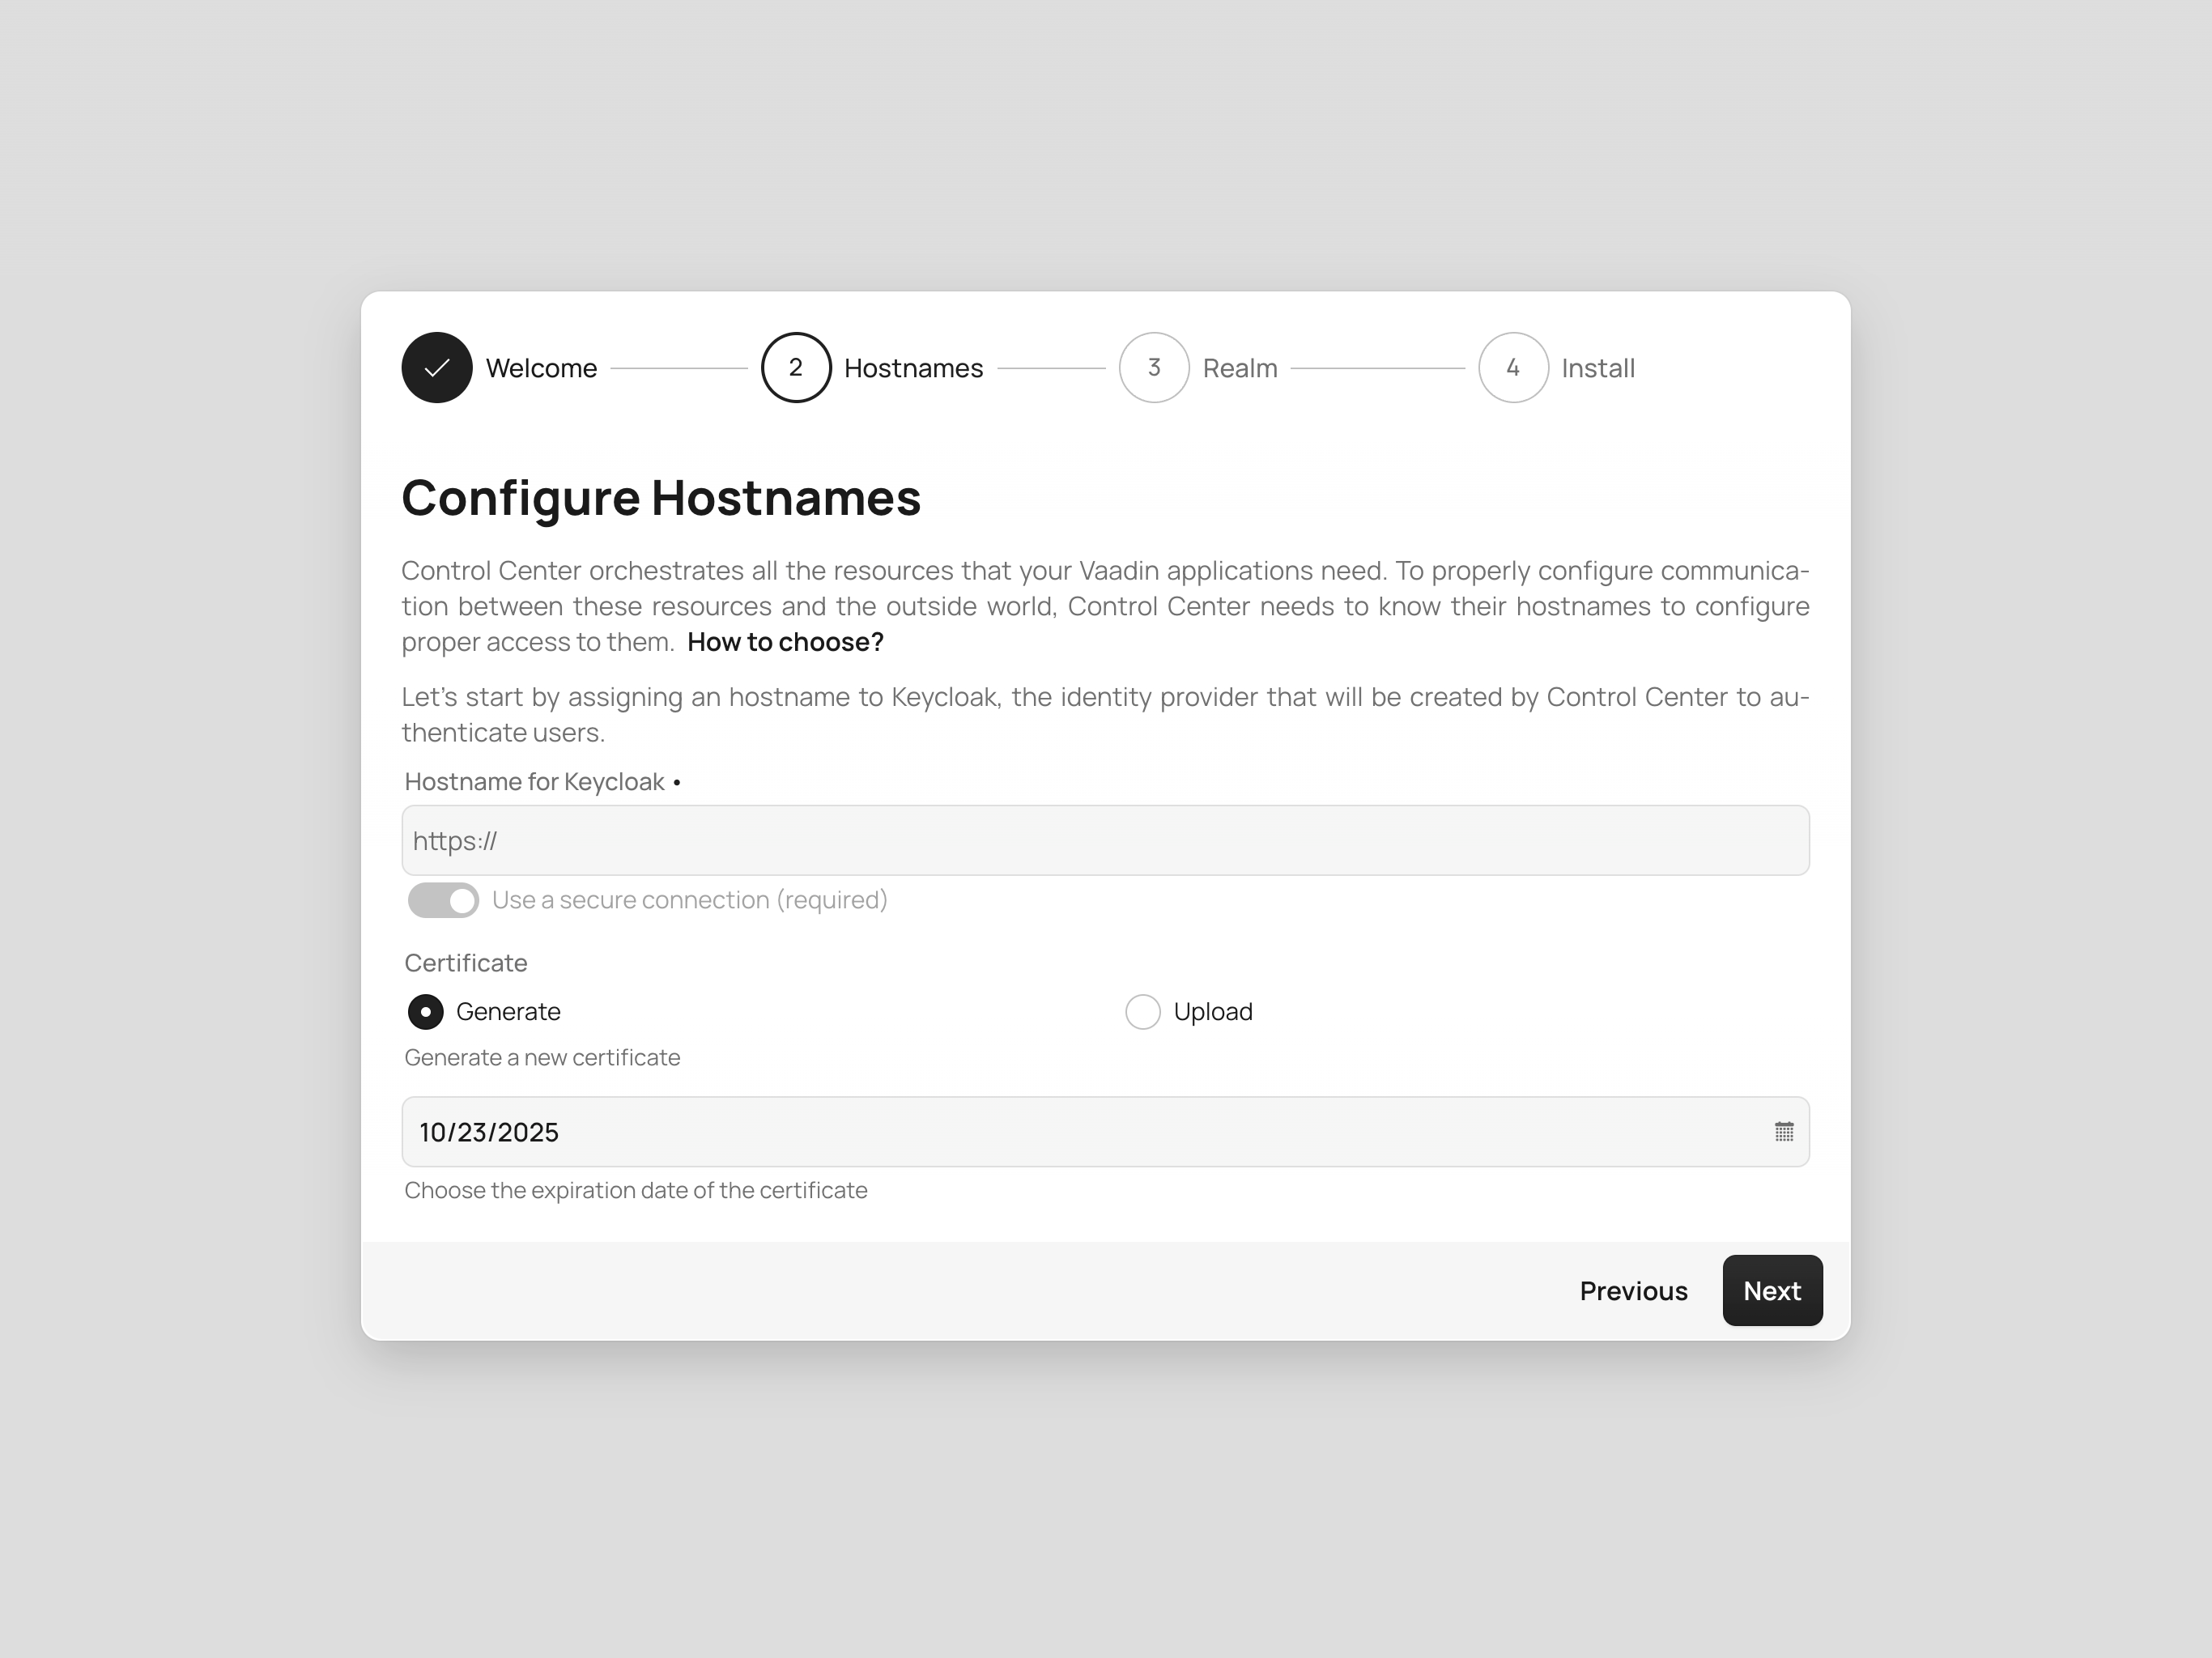 Welcome
2 Hostnames
3 Realm
4 Install
Configure Hostnames
Control Center orchestrates all the resources that your Vaadin applications need. To properly configure communica-
tion between these resources and the outside world, Control Center needs to know their hostnames to configure
proper access to them. How to choose?
Let’s start by assigning an hostname to Keycloak, the identity provider that will be created by Control Center to au-
thenticate users.
Hostname for Keycloak •
https://
Use a secure connection (required)
Certificate
Generate
Upload
Generate a new certificate
10/23/2025
Choose the expiration date of the certificate
Previous
Next